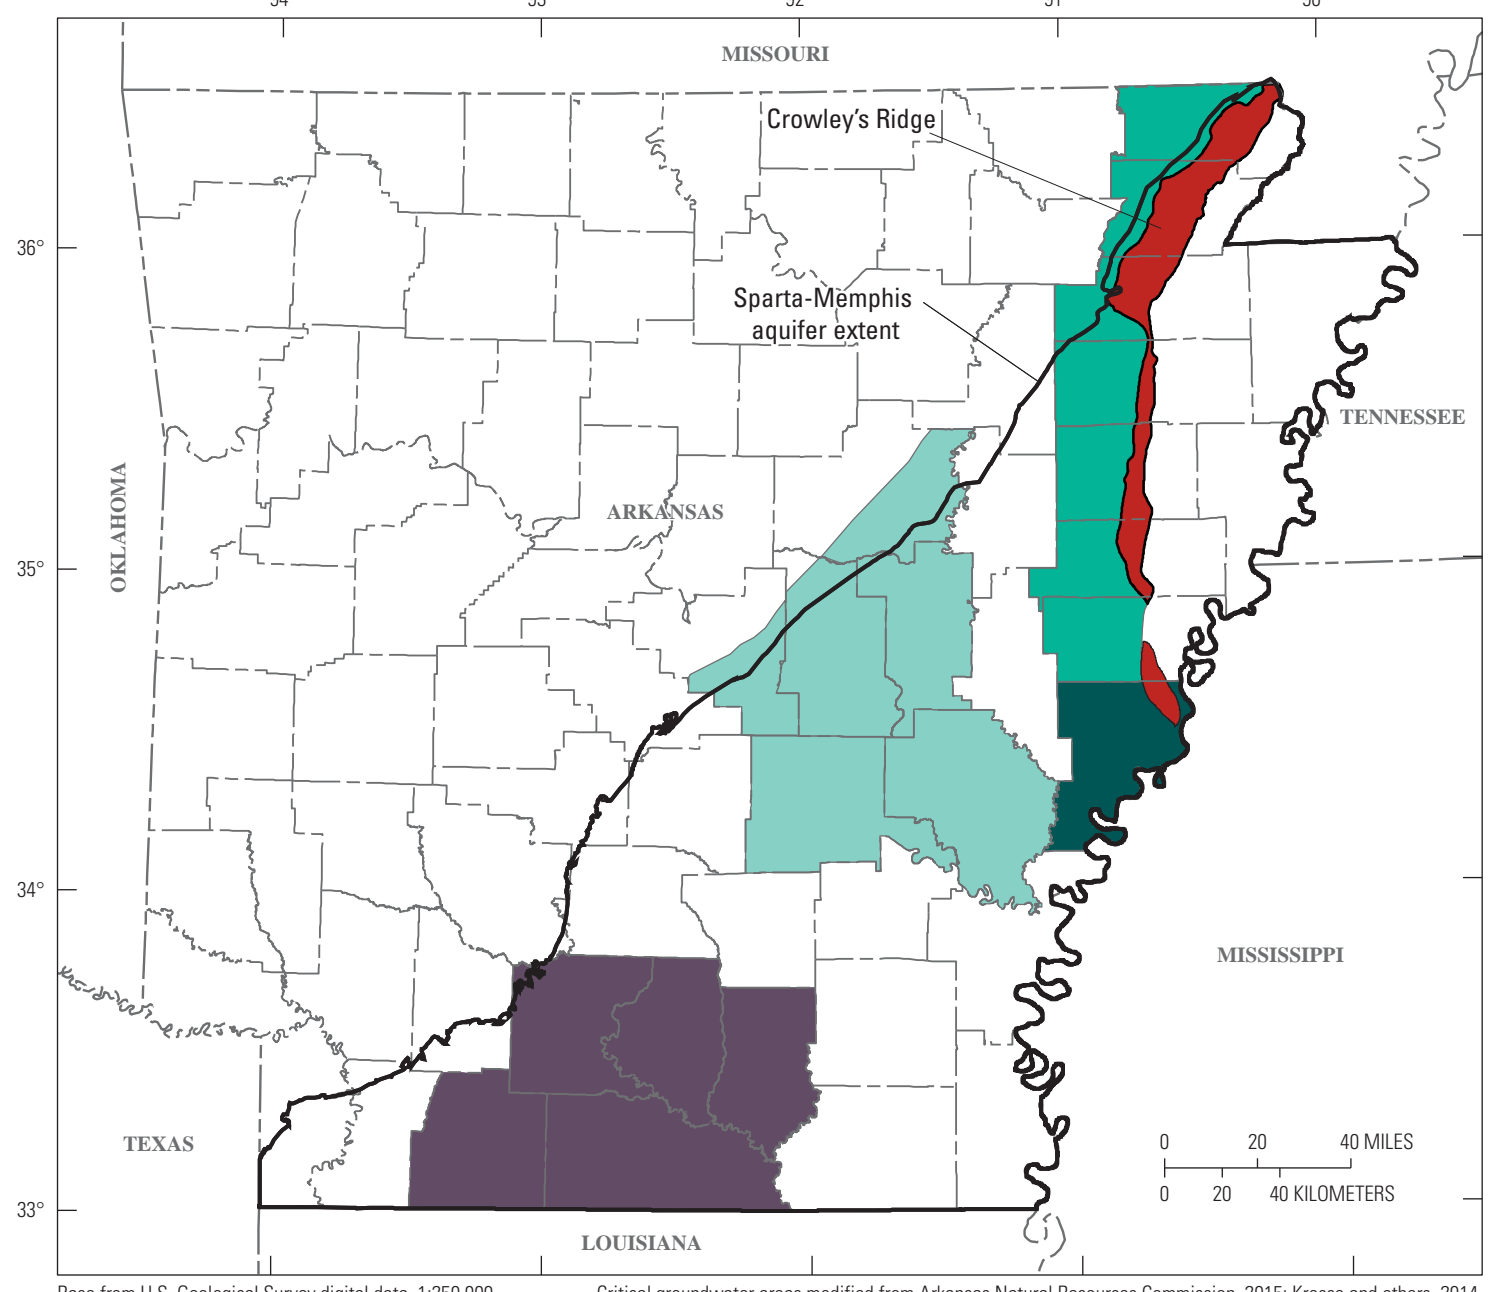 MISSOURI
Crowley's Ridge
36°
Sparta-Memphis
aquifer extent
TENNESSEE
OKLAHOMA
ARKANSAS
35°
34°
MISSISSIPPI
TEXAS
0 20 40 MILES
0 20 40 KILOMETERS
33°
LOUISIANA